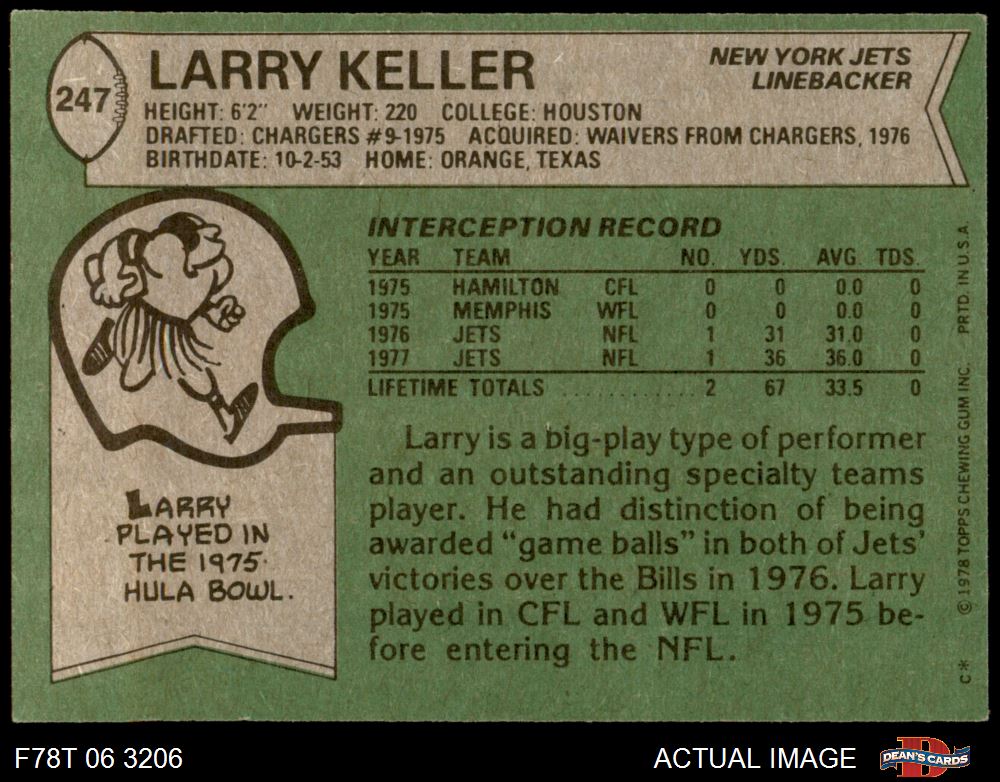 247
LARRY KELLER
NEW YORK JETS
LINEBACKER
HEIGHT: 6'2" WEIGHT: 220 COLLEGE: HOUSTON
DRAFTED: CHARGERS #9-1975 ACQUIRED: WAIVERS FROM CHARGERS, 1976
BIRTHDATE: 10-2-53 HOME: ORANGE, TEXAS
INTERCEPTION RECORD
YEAR TEAM NO. YDS. AVG. TDS.
1975 HAMILTON CFL 0 0 0.0 0
1975 MEMPHIS WFL 0 0 0.0 0
1976 JETS NFL 1 31 31.0 0
1977 JETS NFL 1 36 36.0 0
LIFETIME TOTALS ............. 2 67 33.5 0
Larry is a big-play type of performer
and an outstanding specialty teams
player. He had distinction of being
awarded "game balls" in both of Jets'
victories over the Bills in 1976. Larry
played in CFL and WFL in 1975 be-
fore entering the NFL.
LARRY
PLAYED IN
THE 1975
HULA BOWL.
C* © 1978 TOPPS CHEWING GUM INC. PRTD. IN U.S.A.
F78T 06 3206
ACTUAL IMAGE
D
DEAN'S CARDS